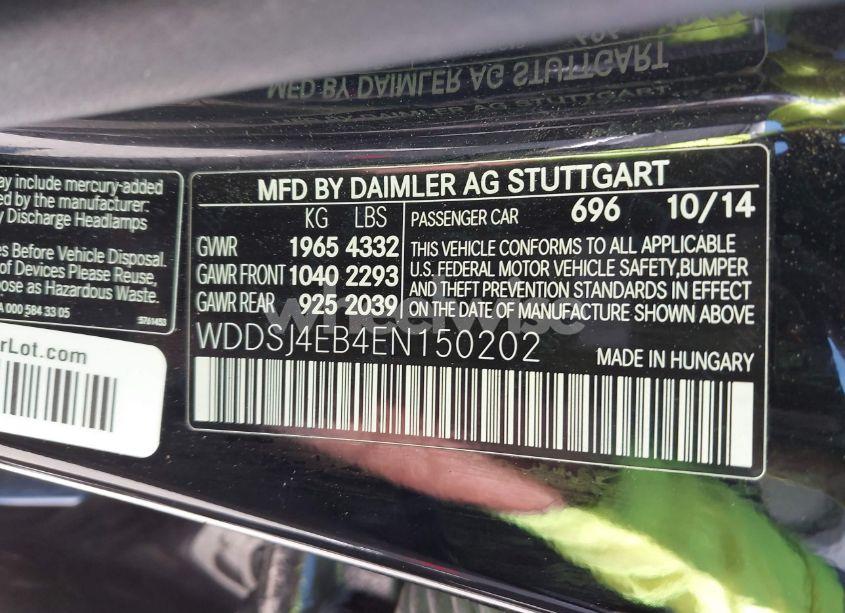 MFD BY DAIMLER AG STUTTGART
ay include mercury-added
ed by the manufacturer:
y Discharge Headlamps
es Before Vehicle Disposal.
of Devices Please Reuse,
ose as Hazardous Waste.
A 000 584 33 05
5761453
rLot.com
MFD BY DAIMLER AG STUTTGART
KG LBS
GVWR 1965 4332
GAWR FRONT 1040 2293
GAWR REAR 925 2039
PASSENGER CAR 696 10/14
THIS VEHICLE CONFORMS TO ALL APPLICABLE
U.S. FEDERAL MOTOR VEHICLE SAFETY,BUMPER
AND THEFT PREVENTION STANDARDS IN EFFECT
ON THE DATE OF MANUFACTURE SHOWN ABOVE
wheelwise
WDDSJ4EB4EN150202
MADE IN HUNGARY